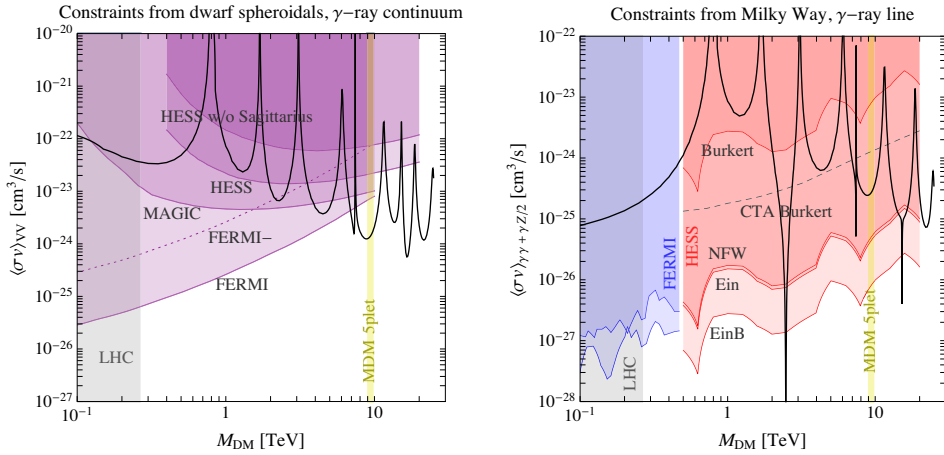 Constraints from dwarf spheroidals, γ−ray continuum
10⁻²⁰
10⁻²¹
10⁻²²
10⁻²³
10⁻²⁴
10⁻²⁵
10⁻²⁶
10⁻²⁷
⟨σv⟩VV [cm³/s]
HESS w/o Sagittarius
HESS
MAGIC
FERMI−
FERMI
LHC
MDM 5plet
10⁻¹
1
10
M_DM [TeV]
Constraints from Milky Way, γ−ray line
10⁻²²
10⁻²³
10⁻²⁴
10⁻²⁵
10⁻²⁶
10⁻²⁷
10⁻²⁸
⟨σv⟩γγ+γZ/2 [cm³/s]
Burkert
CTA Burkert
NFW
Ein
EinB
FERMI
HESS
LHC
MDM 5plet
10⁻¹
1
10
M_DM [TeV]